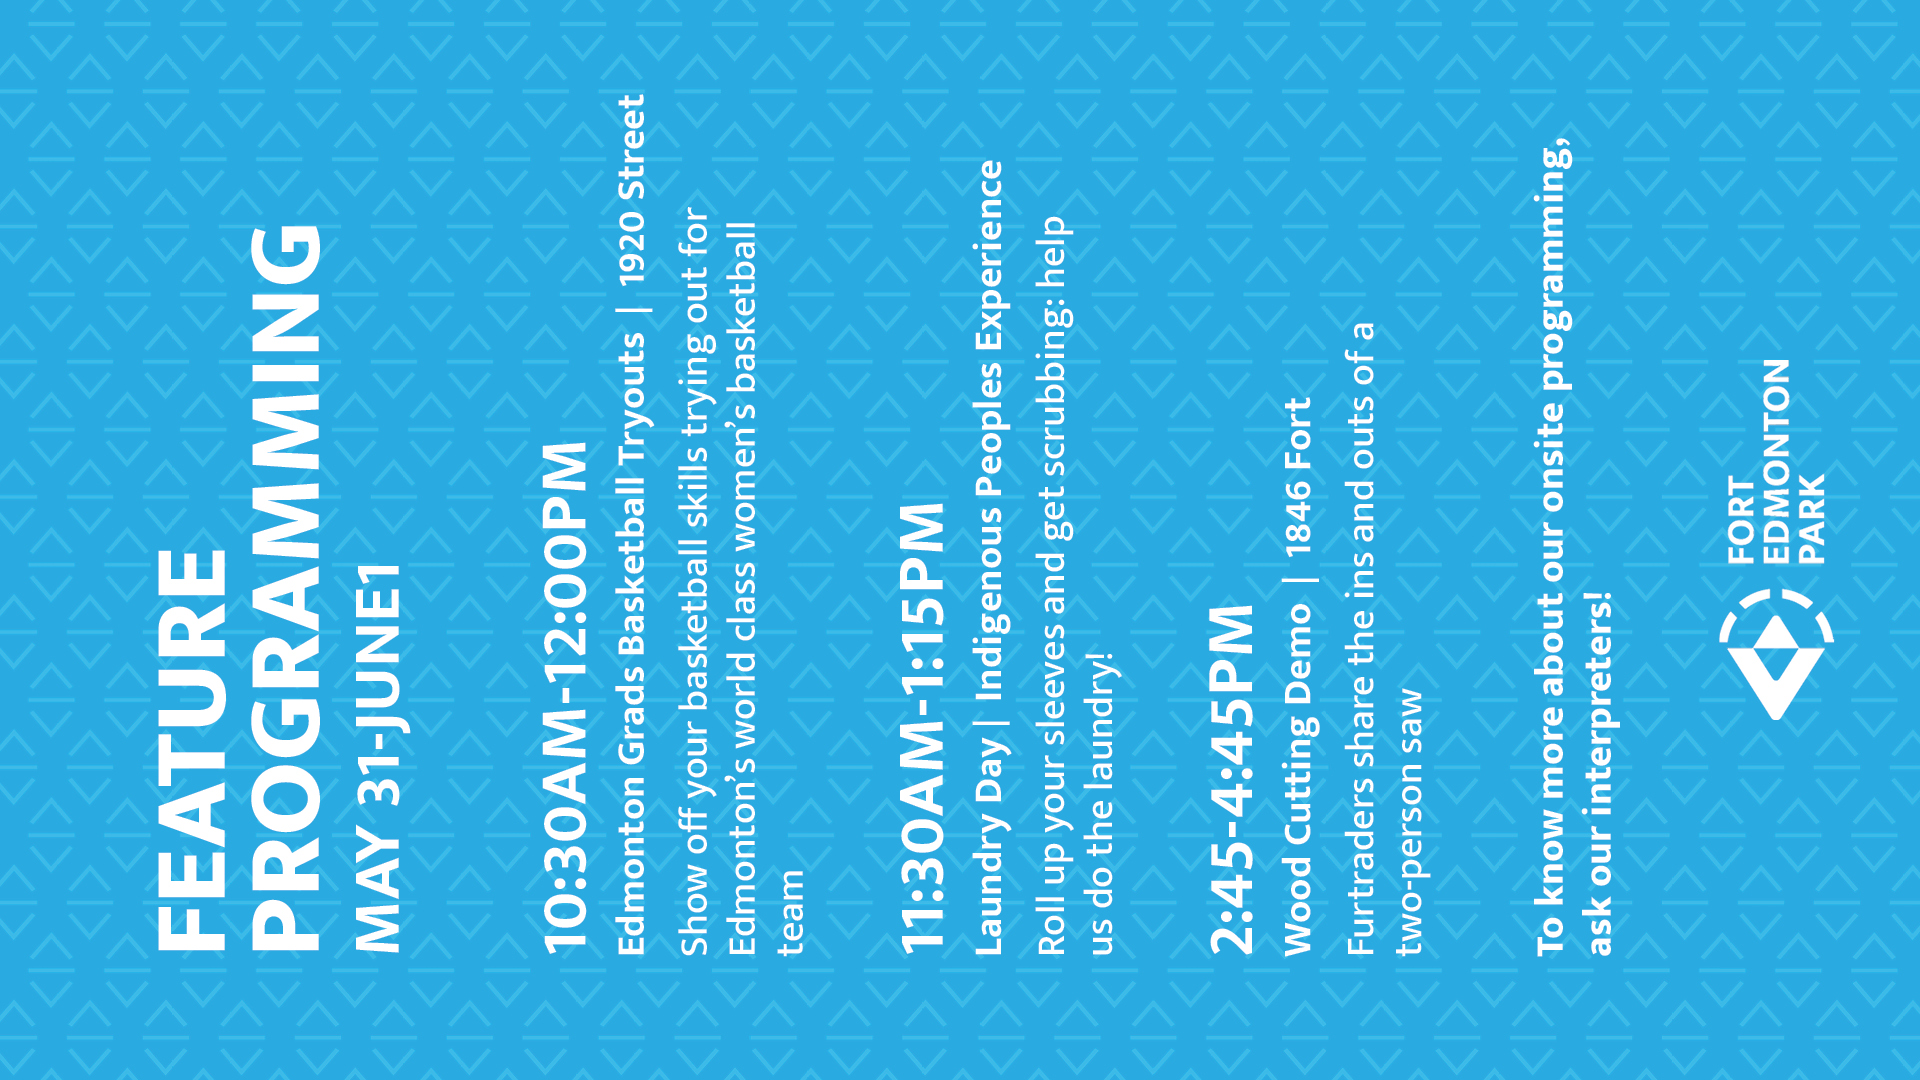 FEATURE
PROGRAMMING
MAY 31-JUNE1
10:30AM-12:00PM
Edmonton Grads Basketball Tryouts | 1920 Street
Show off your basketball skills trying out for
Edmonton’s world class women’s basketball
team
11:30AM-1:15PM
Laundry Day | Indigenous Peoples Experience
Roll up your sleeves and get scrubbing: help
us do the laundry!
2:45-4:45PM
Wood Cutting Demo | 1846 Fort
Furtraders share the ins and outs of a
two-person saw
To know more about our onsite programming,
ask our interpreters!
FORT
EDMONTON
PARK